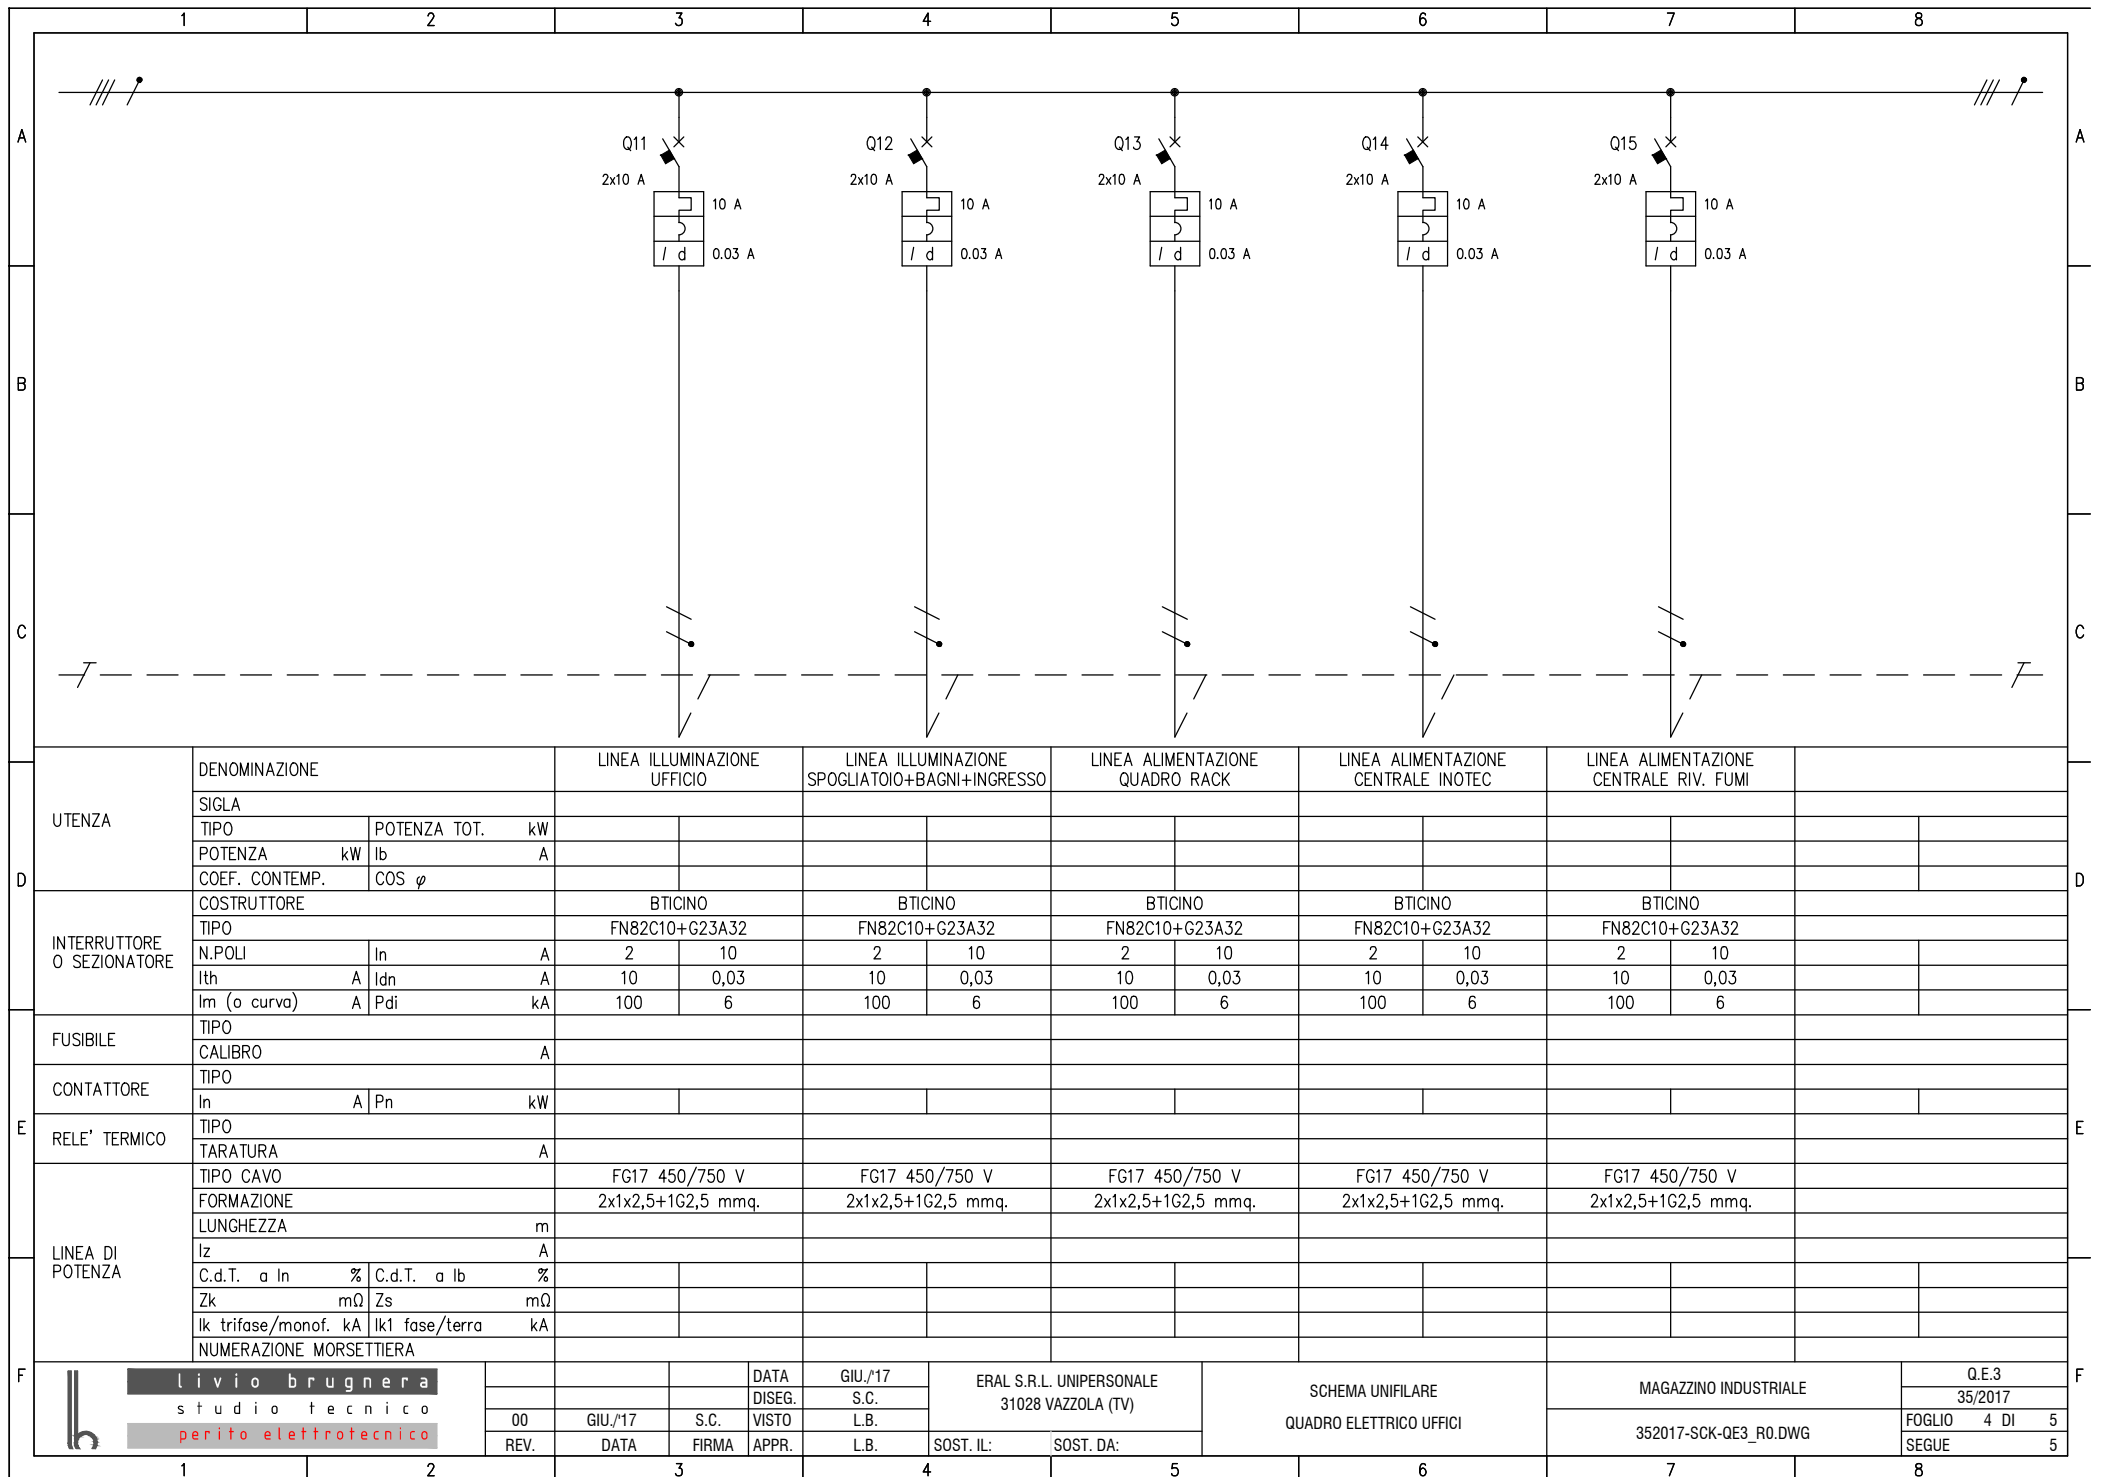 1 2 3 4 5 6 7 8
A A
Q11 Q12 Q13 Q14 Q15
2x10 A 2x10 A 2x10 A 2x10 A 2x10 A
10 A 10 A 10 A 10 A 10 A
I d 0.03 A I d 0.03 A I d 0.03 A I d 0.03 A I d 0.03 A
B B
C C
D D
E E
F F
UTENZA
DENOMINAZIONE
LINEA ILLUMINAZIONE
UFFICIO
LINEA ILLUMINAZIONE
SPOGLIATOIO+BAGNI+INGRESSO
LINEA ALIMENTAZIONE
QUADRO RACK
LINEA ALIMENTAZIONE
CENTRALE INOTEC
LINEA ALIMENTAZIONE
CENTRALE RIV. FUMI
SIGLA
TIPO POTENZA TOT. kW
POTENZA kW Ib A
COEF. CONTEMP. COS φ
INTERRUTTORE
O SEZIONATORE
COSTRUTTORE BTICINO BTICINO BTICINO BTICINO BTICINO
TIPO FN82C10+G23A32 FN82C10+G23A32 FN82C10+G23A32 FN82C10+G23A32 FN82C10+G23A32
N.POLI In A 2 10 2 10 2 10 2 10 2 10
Ith A Idn A 10 0,03 10 0,03 10 0,03 10 0,03 10 0,03
Im (o curva) A Pdi kA 100 6 100 6 100 6 100 6 100 6
FUSIBILE
TIPO
CALIBRO A
CONTATTORE
TIPO
In A Pn kW
RELE' TERMICO
TIPO
TARATURA A
LINEA DI
POTENZA
TIPO CAVO FG17 450/750 V FG17 450/750 V FG17 450/750 V FG17 450/750 V FG17 450/750 V
FORMAZIONE 2x1x2,5+1G2,5 mmq. 2x1x2,5+1G2,5 mmq. 2x1x2,5+1G2,5 mmq. 2x1x2,5+1G2,5 mmq. 2x1x2,5+1G2,5 mmq.
LUNGHEZZA m
Iz A
C.d.T. a In % C.d.T. a Ib %
Zk mΩ Zs mΩ
Ik trifase/monof. kA Ik1 fase/terra kA
NUMERAZIONE MORSETTIERA
livio brugnera
studio tecnico
perito elettrotecnico
DATA GIU./'17
DISEG. S.C.
00 GIU./'17 S.C. VISTO L.B.
REV. DATA FIRMA APPR. L.B.
ERAL S.R.L. UNIPERSONALE
31028 VAZZOLA (TV)
SOST. IL: SOST. DA:
SCHEMA UNIFILARE
QUADRO ELETTRICO UFFICI
MAGAZZINO INDUSTRIALE
352017-SCK-QE3_R0.DWG
Q.E.3
35/2017
FOGLIO 4 DI 5
SEGUE 5
1 2 3 4 5 6 7 8